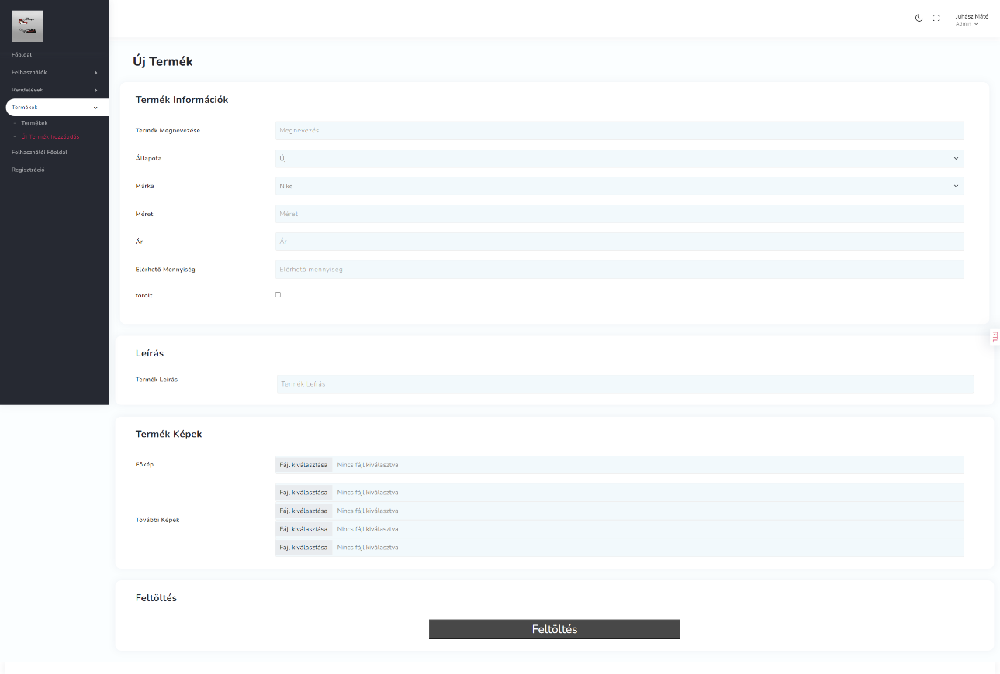 Juhász Máté
Admin
Főoldal
Felhasználók
Rendelések
Termékek
Termékek
Új Termék hozzáadás
Felhasználói Főoldal
Regisztráció
Új Termék
Termék Információk
Termék Megnevezése
Megnevezés
Állapota
Új
Márka
Nike
Méret
Méret
Ár
Ár
Elérhető Mennyiség
Elérhető mennyiség
torolt
RTL
Leírás
Termék Leírás
Termék Leírás
Termék Képek
Főkép
Fájl kiválasztása Nincs fájl kiválasztva
További Képek
Fájl kiválasztása Nincs fájl kiválasztva
Fájl kiválasztása Nincs fájl kiválasztva
Fájl kiválasztása Nincs fájl kiválasztva
Fájl kiválasztása Nincs fájl kiválasztva
Feltöltés
Feltöltés